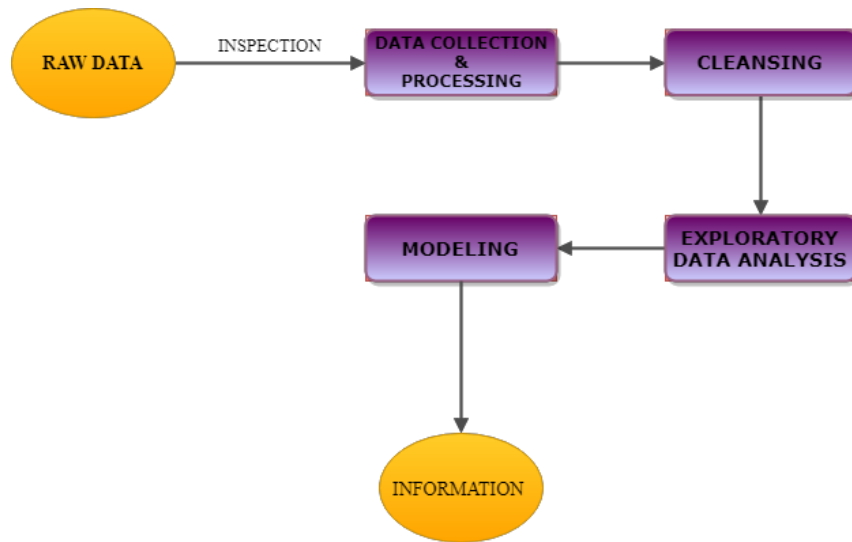 RAW DATA
INSPECTION
DATA COLLECTION
&
PROCESSING
CLEANSING
EXPLORATORY
DATA ANALYSIS
MODELING
INFORMATION